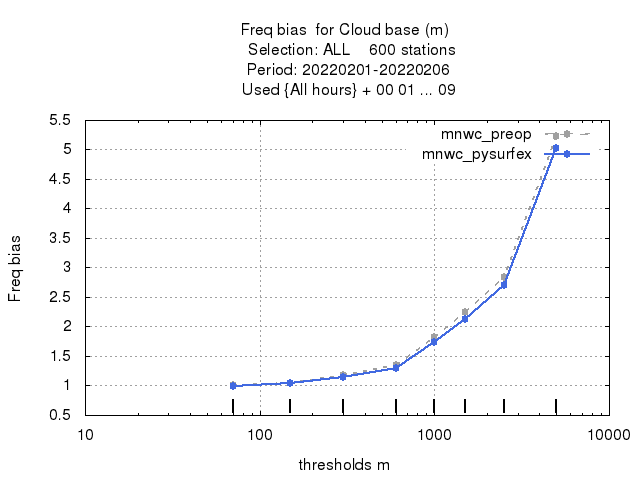 Freq bias  for Cloud base (m)
Selection: ALL    600 stations
Period: 20220201-20220206
Used {All hours} + 00 01 ... 09
mnwc_preop
mnwc_pysurfex
5.5
5
4.5
4
3.5
3
2.5
2
1.5
1
0.5
Freq bias
10
100
1000
10000
thresholds m